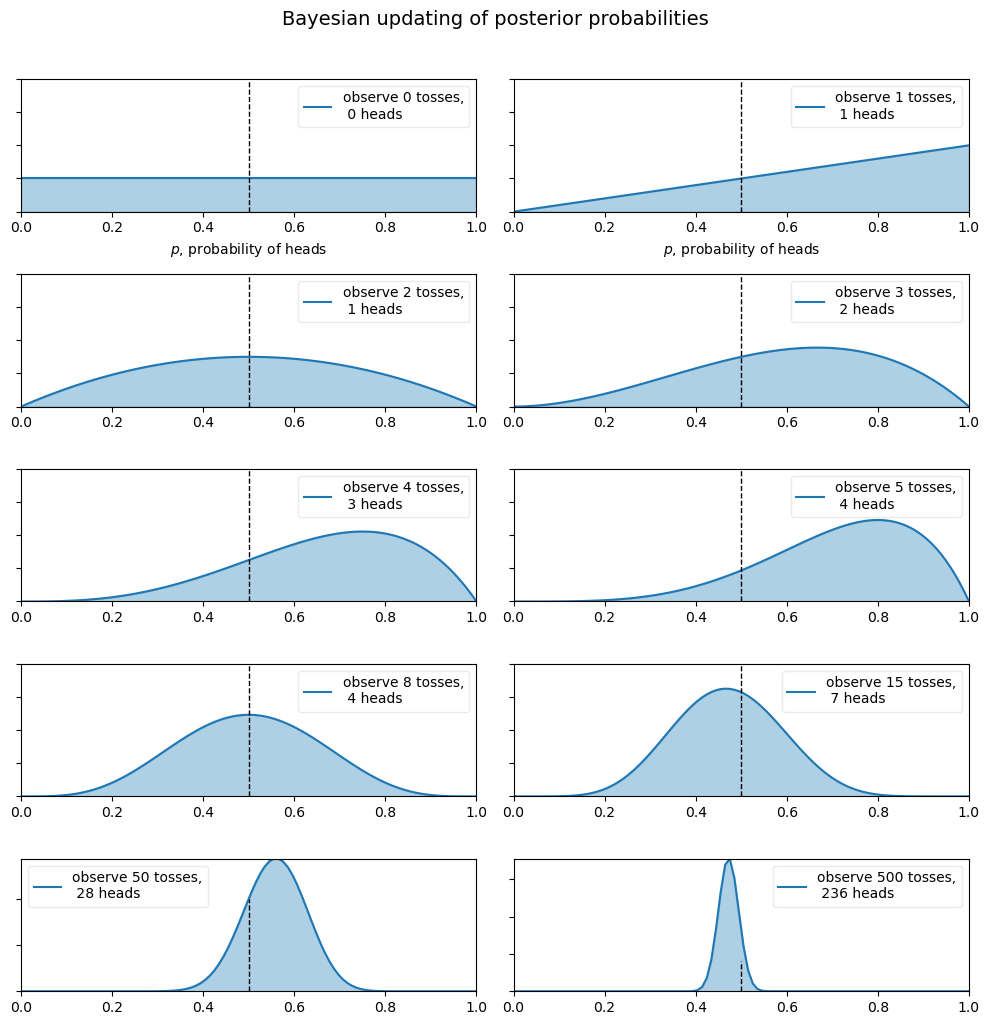 Bayesian updating of posterior probabilities
observe 0 tosses,
0 heads
0.0 0.2 0.4 0.6 0.8 1.0
p, probability of heads
observe 1 tosses,
1 heads
0.0 0.2 0.4 0.6 0.8 1.0
p, probability of heads
observe 2 tosses,
1 heads
0.0 0.2 0.4 0.6 0.8 1.0
observe 3 tosses,
2 heads
0.0 0.2 0.4 0.6 0.8 1.0
observe 4 tosses,
3 heads
0.0 0.2 0.4 0.6 0.8 1.0
observe 5 tosses,
4 heads
0.0 0.2 0.4 0.6 0.8 1.0
observe 8 tosses,
4 heads
0.0 0.2 0.4 0.6 0.8 1.0
observe 15 tosses,
7 heads
0.0 0.2 0.4 0.6 0.8 1.0
observe 50 tosses,
28 heads
0.0 0.2 0.4 0.6 0.8 1.0
observe 500 tosses,
236 heads
0.0 0.2 0.4 0.6 0.8 1.0